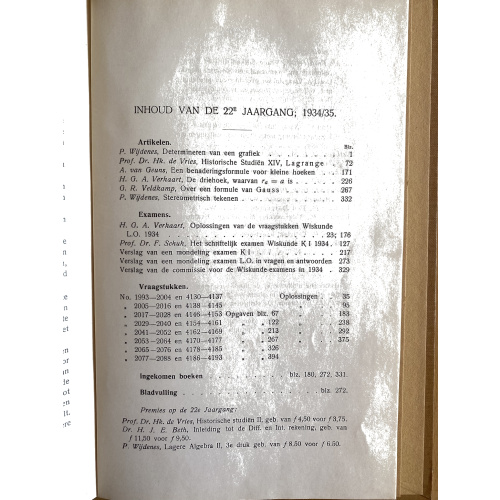 INHOUD VAN DE 22e JAARGANG; 1934/35.
Artikelen.
Blz.
P. Wijdenes, Determineren van een grafiek . . . . . . . . 1
Prof. Dr. Hk. de Vries, Historische Studiën XIV, Lagrange . 72
A. van Gruns, Een benaderingsformule voor kleine hoeken . . 171
H. G. A. Verkaart, De driehoek, waarvan ra = a is . . . . . 226
G. R. Veldkamp, Over een formule van Gauss . . . . . . 267
P. Wijdenes, Stereometrisch tekenen . . . . . . . . . 332
Examens.
H. G. A. Verkaart, Oplossingen van de vraagstukken Wiskunde
L.O. 1934 . . . . . . . . . . . . . . . 23; 176
Prof. Dr. F. Schuh, Het schriftelijk examen Wiskunde K I 1934 . 127
Verslag van een mondeling examen K I . . . . . . . . . 217
Verslag van een mondeling examen L.O. in vragen en antwoorden 273
Verslag van de commissie voor de Wiskunde-examens in 1934 . 329
Vraagstukken.
No. 1993—2004 en 4130—4137 Oplossingen . 35
„ 2005—2016 en 4138—4145 „ . 95
„ 2017—2028 en 4146—4153 Opgaven blz. 67 „ . 183
„ 2029—2040 en 4154—4161 „ „ 122 „ . 238
„ 2041—2052 en 4162—4169 „ „ 213 „ . 292
„ 2053—2064 en 4170—4177 „ „ 267 „ . 375
„ 2065—2076 en 4178—4185 „ „ 326
„ 2077—2088 en 4186—4193 „ „ 394
Ingekomen boeken . . . . . . . . . blz. 180, 272, 331.
Bladvulling . . . . . . . . . . . . . . . blz. 272.
Premies op de 22e Jaargang:
Prof. Dr. Hk. de Vries, Historische studiën II, geb. van f 4,50 voor f 3,75.
Dr. H. J. E. Beth, Inleiding tot de Diff. en Int. rekening, geb. van
f 11,50 voor f 9,50.
P. Wijdenes, Lagere Algebra II, 3e druk geb. van f 8,50 voor f 6.50.